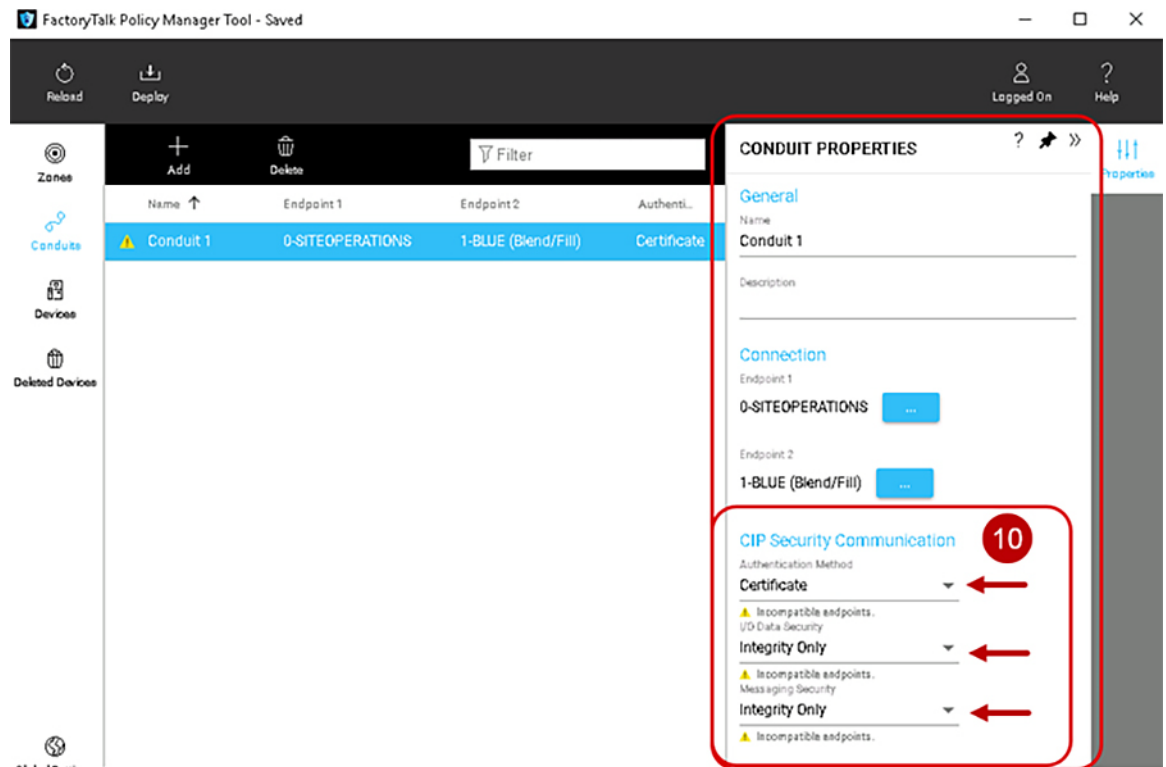 FactoryTalk Policy Manager Tool - Saved
Reload
Deploy
Logged On
Help
Zones
Conduits
Devices
Deleted Devices
Add
Delete
Filter
Name
Endpoint 1
Endpoint 2
Authenti...
Conduit 1
0-SITEOPERATIONS
1-BLUE (Blend/Fill)
Certificate
CONDUIT PROPERTIES
?
Properties
General
Name
Conduit 1
Description
Connection
Endpoint 1
0-SITEOPERATIONS
...
Endpoint 2
1-BLUE (Blend/Fill)
...
CIP Security Communication
10
Authentication Method
Certificate
Incompatible endpoints.
I/O Data Security
Integrity Only
Incompatible endpoints.
Messaging Security
Integrity Only
Incompatible endpoints.